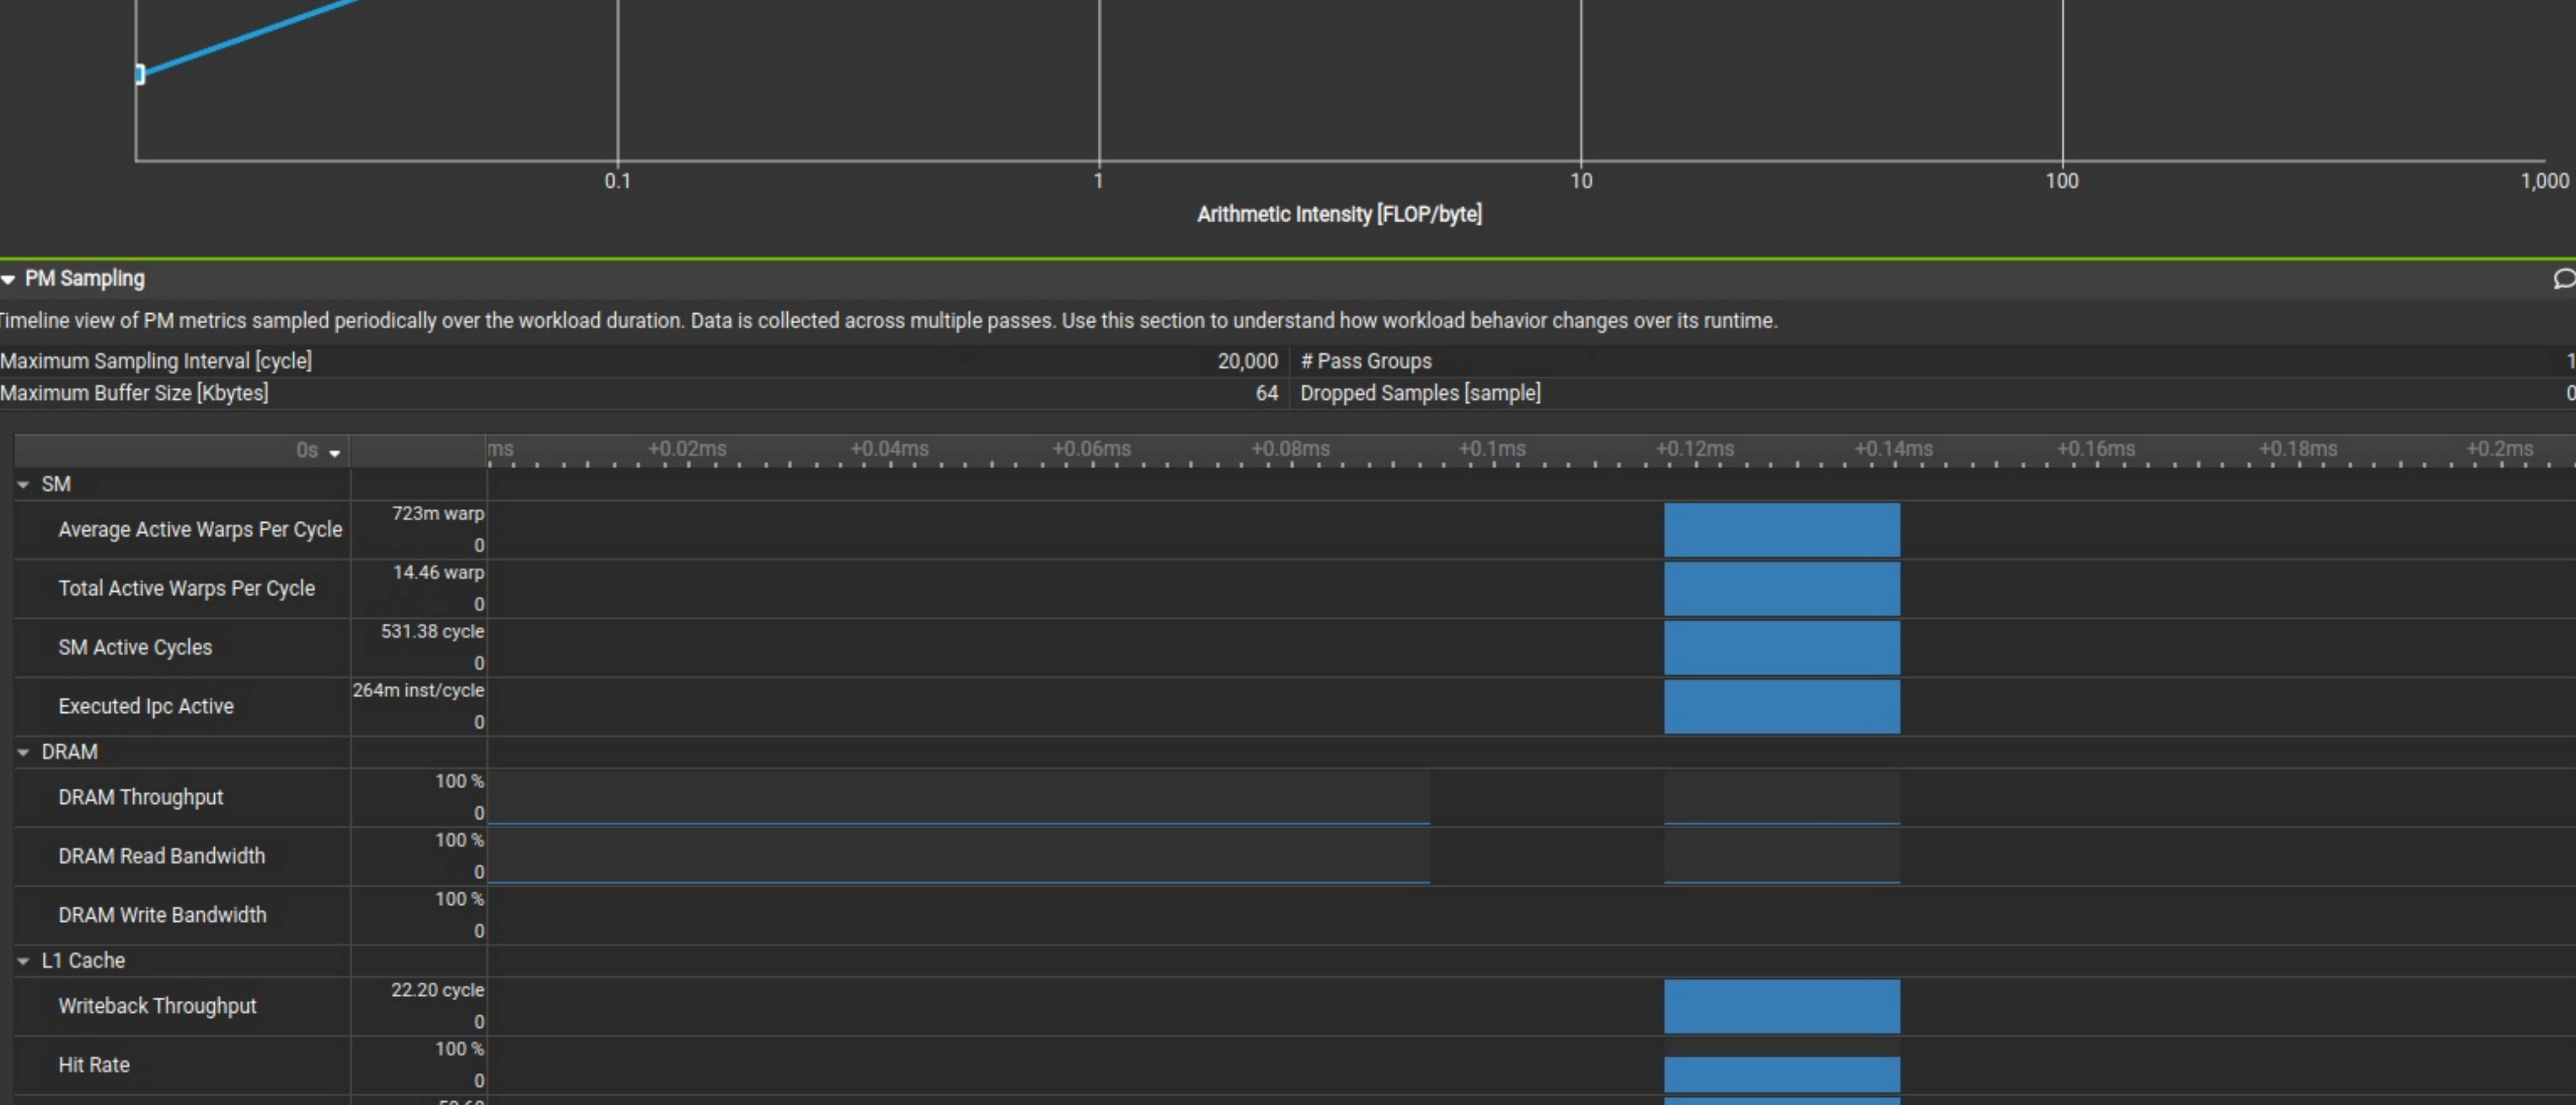 0.1 1 10 100 1,000
Arithmetic Intensity [FLOP/byte]
PM Sampling
Timeline view of PM metrics sampled periodically over the workload duration. Data is collected across multiple passes. Use this section to understand how workload behavior changes over its runtime.
Maximum Sampling Interval [cycle] 20,000 # Pass Groups 1
Maximum Buffer Size [Kbytes] 64 Dropped Samples [sample] 0
0s ms +0.02ms +0.04ms +0.06ms +0.08ms +0.1ms +0.12ms +0.14ms +0.16ms +0.18ms +0.2ms
SM
723m warp
Average Active Warps Per Cycle
0
14.46 warp
Total Active Warps Per Cycle
0
531.38 cycle
SM Active Cycles
0
264m inst/cycle
Executed Ipc Active
0
DRAM
100 %
DRAM Throughput
0
100 %
DRAM Read Bandwidth
0
100 %
DRAM Write Bandwidth
0
L1 Cache
22.20 cycle
Writeback Throughput
0
100 %
Hit Rate
0